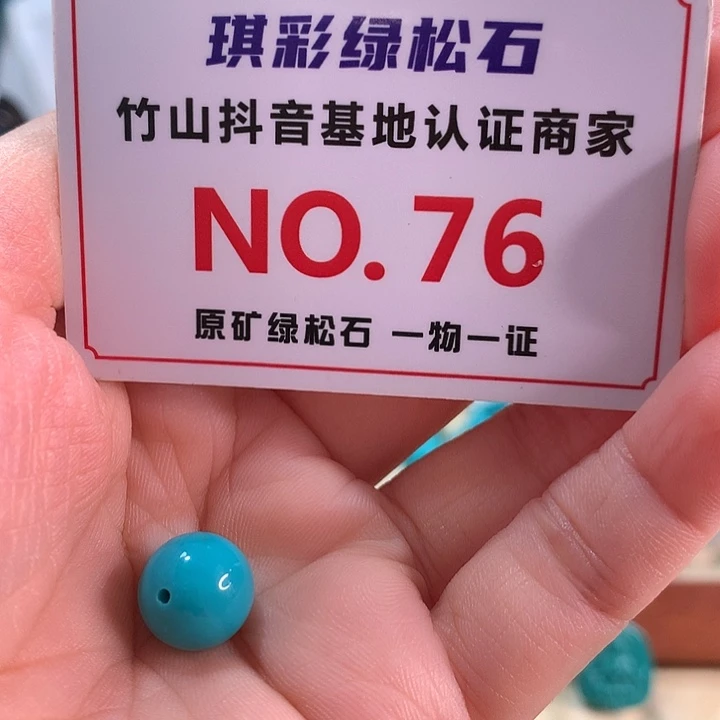 琪彩绿松石
竹山抖音基地认证商家
NO.76
原矿绿松石 一物一证